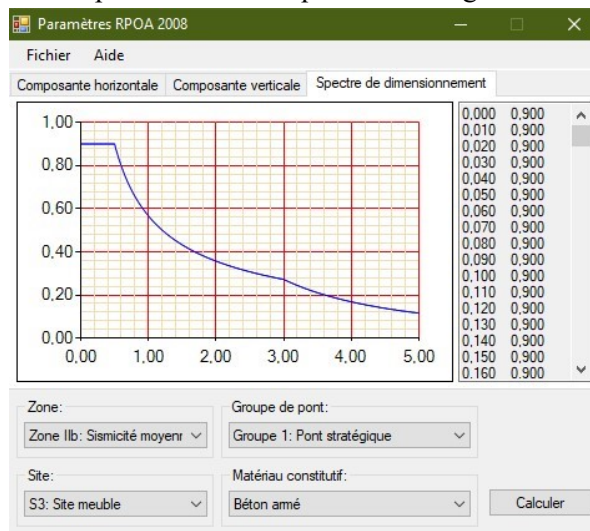 Paramètres RPOA 2008
Fichier Aide
Composante horizontale Composante verticale Spectre de dimensionnement
1,00
0,80
0,60
0,40
0,20
0,00
0,00 1,00 2,00 3,00 4,00 5,00
0,000 0,900
0,010 0,900
0,020 0,900
0,030 0,900
0,040 0,900
0,050 0,900
0,060 0,900
0,070 0,900
0,080 0,900
0,090 0,900
0,100 0,900
0,110 0,900
0,120 0,900
0,130 0,900
0,140 0,900
0,150 0,900
0,160 0,900
Zone:
Zone IIb: Sismicité moyenr
Groupe de pont:
Groupe 1: Pont stratégique
Site:
S3: Site meuble
Matériau constitutif:
Béton armé
Calculer